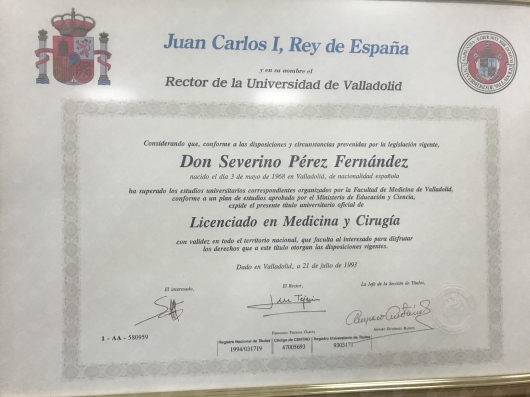 Juan Carlos I, Rey de España
y en su nombre el
Rector de la Universidad de Valladolid
Considerando que, conforme a las disposiciones y circunstancias prevenidas por la legislación vigente,
Don Severino Pérez Fernández
nacido el día 3 de mayo de 1968 en Valladolid, de nacionalidad española
ha superado los estudios universitarios correspondientes organizados por la Facultad de Medicina de Valladolid,
conforme a un plan de estudios aprobado por el Ministerio de Educación y Ciencia,
expide el presente título universitario oficial de
Licenciado en Medicina y Cirugía
con validez en todo el territorio nacional, que faculta al interesado para disfrutar
los derechos que a este título otorgan las disposiciones vigentes.
Dado en Valladolid, a 21 de julio de 1993
El interesado, El Rector, La Jefe de la Sección de Títulos,
1 - AA - 580959
Registro Nacional de Títulos Código de CENTRO Registro Universitario de Títulos
1994/031719 47005693